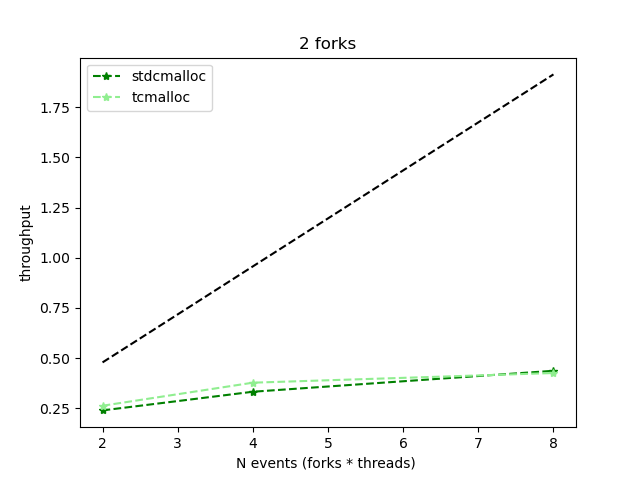 2 forks
stdcmalloc
tcmalloc
throughput
1.75
1.50
1.25
1.00
0.75
0.50
0.25
2 3 4 5 6 7 8
N events (forks * threads)